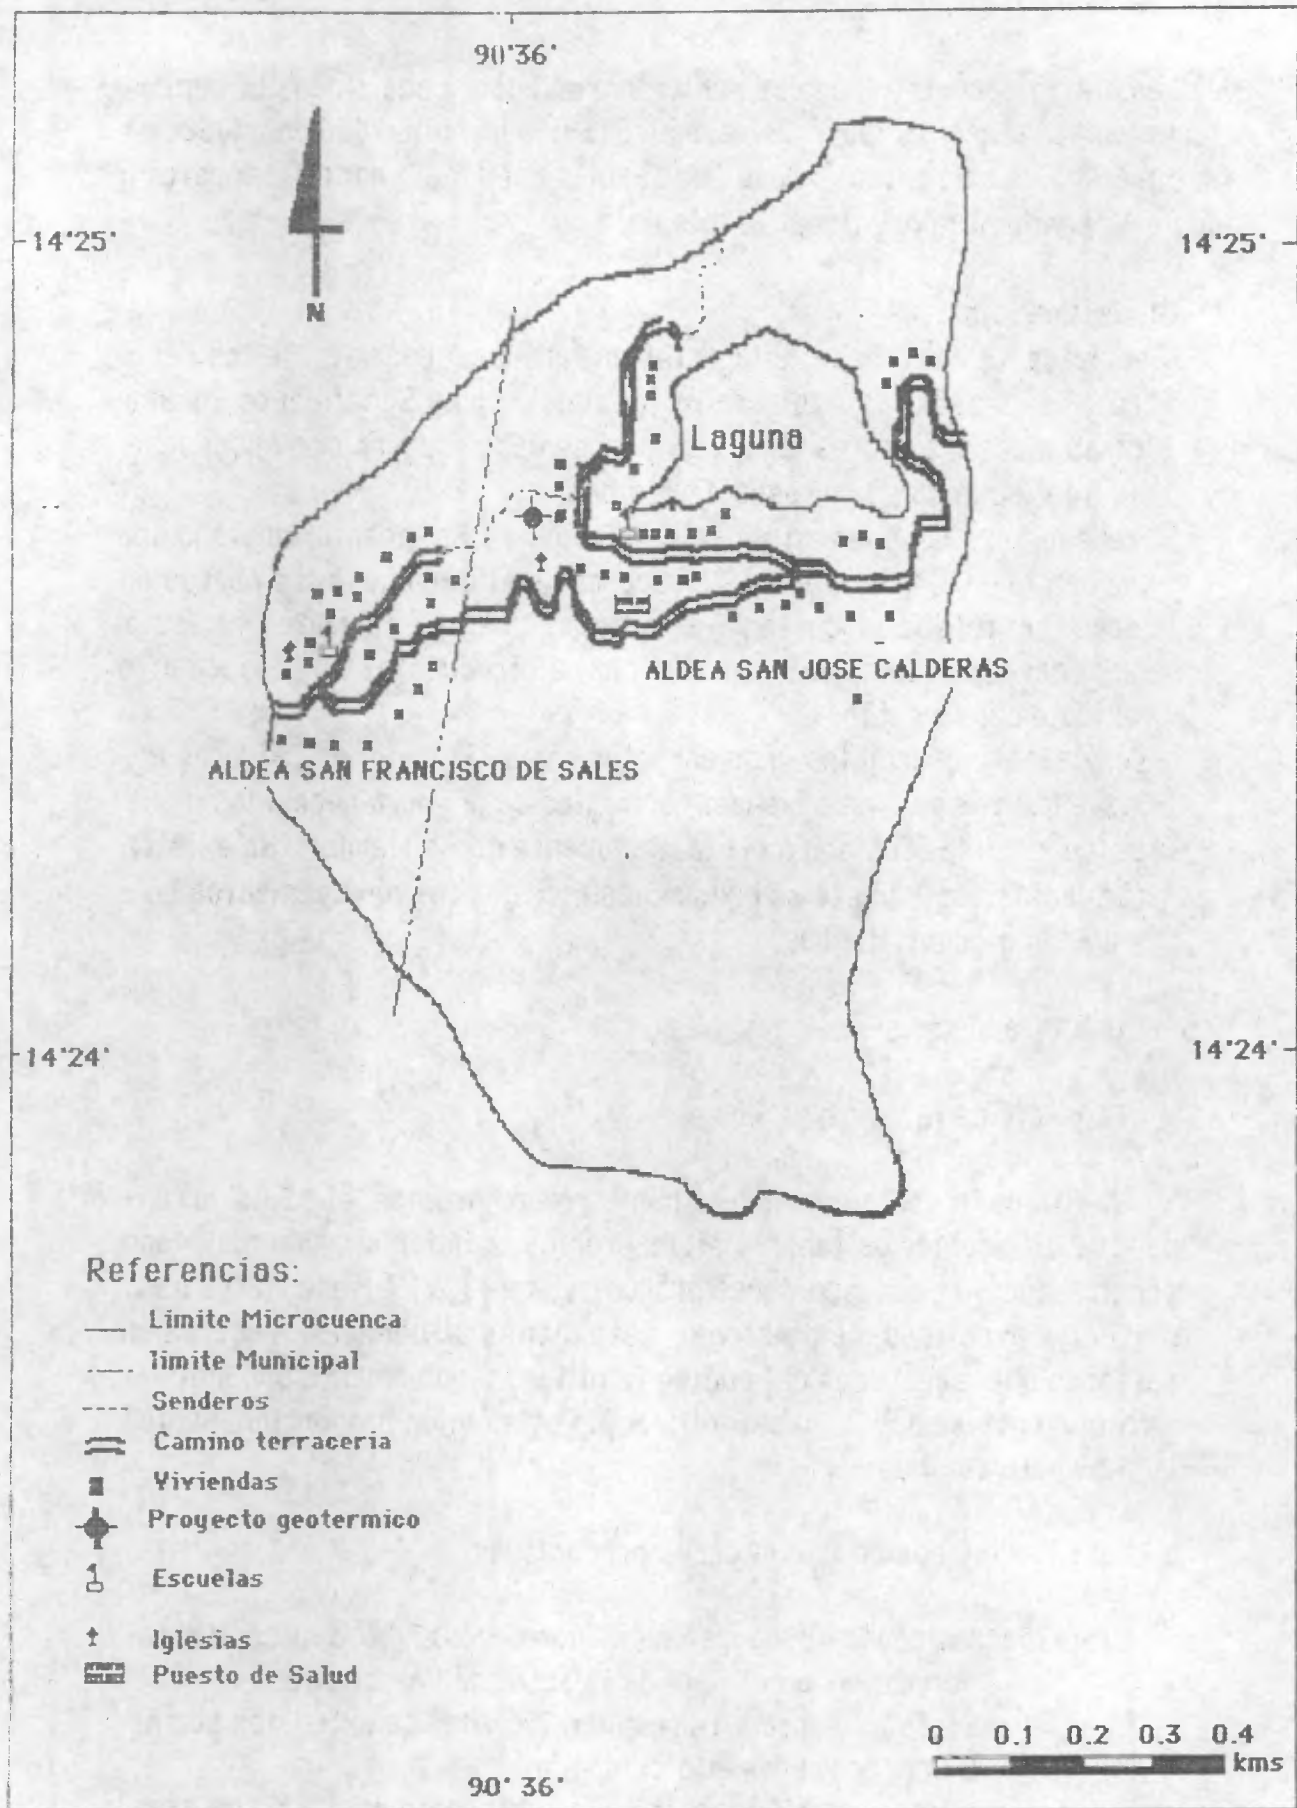 90°36'
14°25'
14°25'
N
Laguna
ALDEA SAN JOSE CALDERAS
ALDEA SAN FRANCISCO DE SALES
14°24'
14°24'
Referencias:
Limite Microcuenca
limite Municipal
Senderos
Camino terraceria
Viviendas
Proyecto geotermico
Escuelas
Iglesias
Puesto de Salud
0 0.1 0.2 0.3 0.4
kms
90° 36'